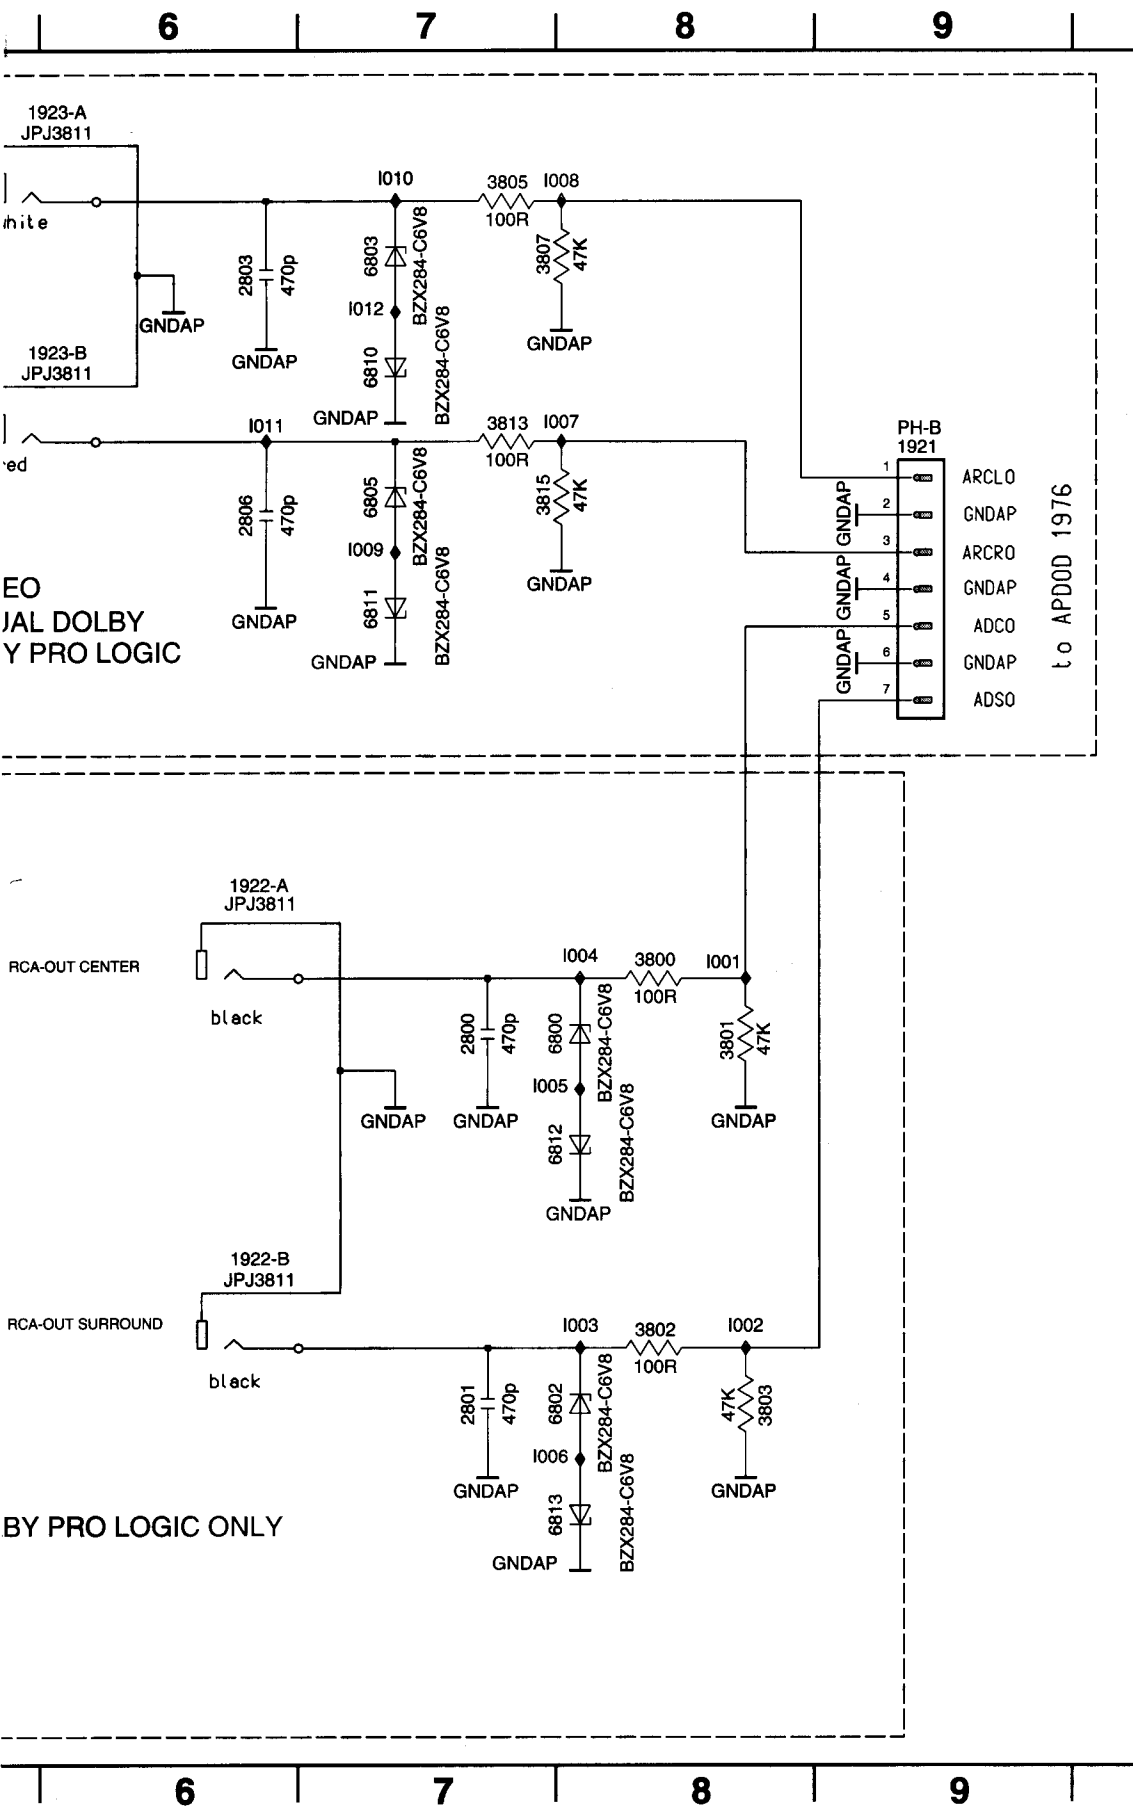 6 7 8 9
1923-A
JPJ3811
I010
3805
I008
100R
2803
470p
6803
BZX284-C6V8
3807
47K
GNDAP
I012
GNDAP
GNDAP
1923-B
JPJ3811
6810
BZX284-C6V8
GNDAP
I011
3813
I007
100R
2806
470p
6805
BZX284-C6V8
3815
47K
I009
GNDAP
GNDAP
6811
BZX284-C6V8
GNDAP
PRO LOGIC
DOLBY
PH-B
1921
1 ARCLO
GNDAP 2 GNDAP
3 ARCRO
GNDAP 4 GNDAP
5 ADCO
GNDAP 6 GNDAP
7 ADSO
to APDOD 1976
1922-A
JPJ3811
RCA-OUT CENTER
black
I004
3800
I001
100R
2800
470p
6800
BZX284-C6V8
3801
47K
I005
GNDAP
GNDAP
GNDAP
6812
BZX284-C6V8
GNDAP
1922-B
JPJ3811
RCA-OUT SURROUND
black
I003
3802
I002
100R
2801
470p
6802
BZX284-C6V8
47K
3803
I006
GNDAP
GNDAP
6813
BZX284-C6V8
GNDAP
PRO LOGIC ONLY
6 7 8 9